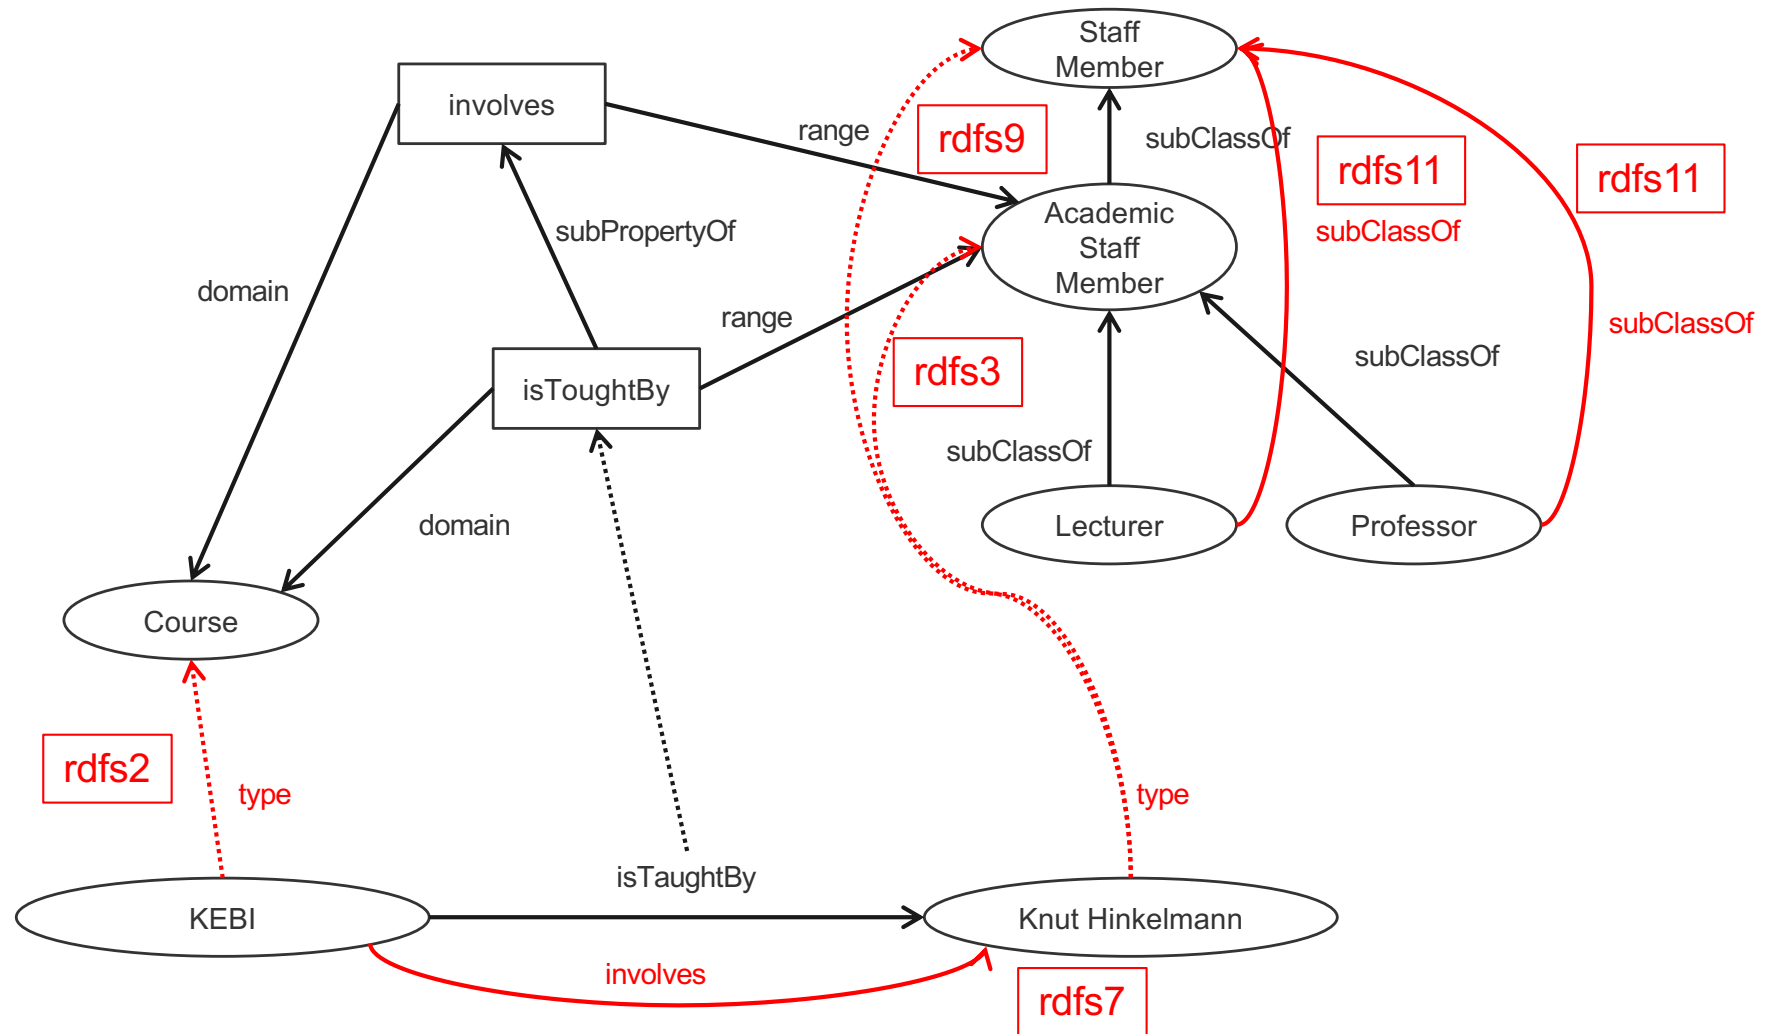 Staff
Member
involves
range
rdfs9
subClassOf
rdfs11
rdfs11
Academic
Staff
Member
subPropertyOf
subClassOf
domain
range
subClassOf
subClassOf
rdfs3
isToughtBy
subClassOf
domain
Lecturer
Professor
Course
rdfs2
type
type
isTaughtBy
KEBI
Knut Hinkelmann
involves
rdfs7